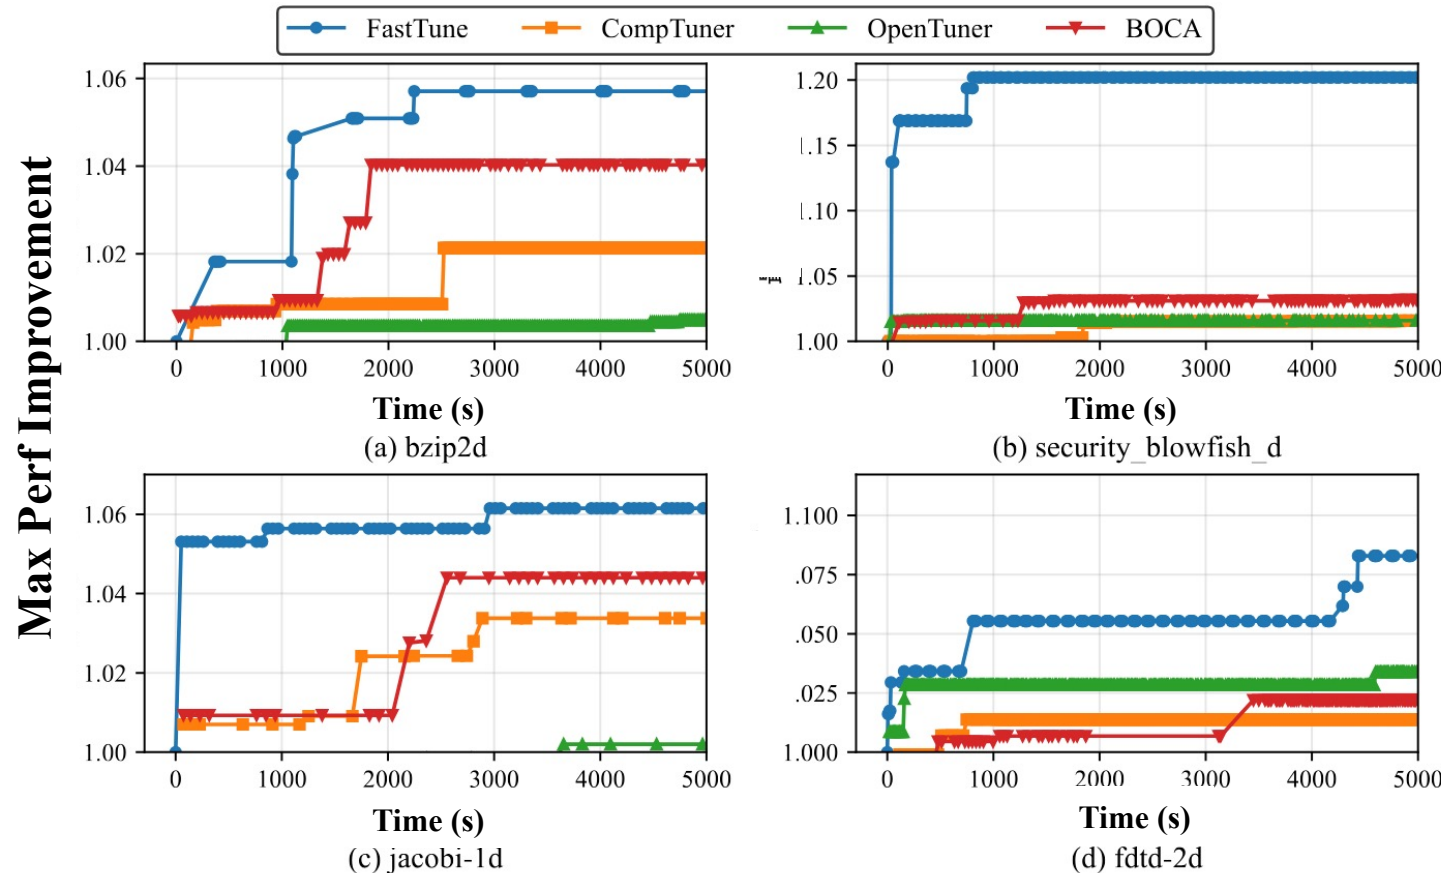 FastTune CompTuner OpenTuner BOCA
Max Perf Improvement
1.06
1.04
1.02
1.00
0 1000 2000 3000 4000 5000
Time (s)
(a) bzip2d
1.20
1.15
1.10
1.05
1.00
0 1000 2000 3000 4000 5000
Time (s)
(b) security_blowfish_d
1.06
1.04
1.02
1.00
0 1000 2000 3000 4000 5000
Time (s)
(c) jacobi-1d
1.100
.075
.050
.025
1.000
0 1000 2000 3000 4000 5000
Time (s)
(d) fdtd-2d